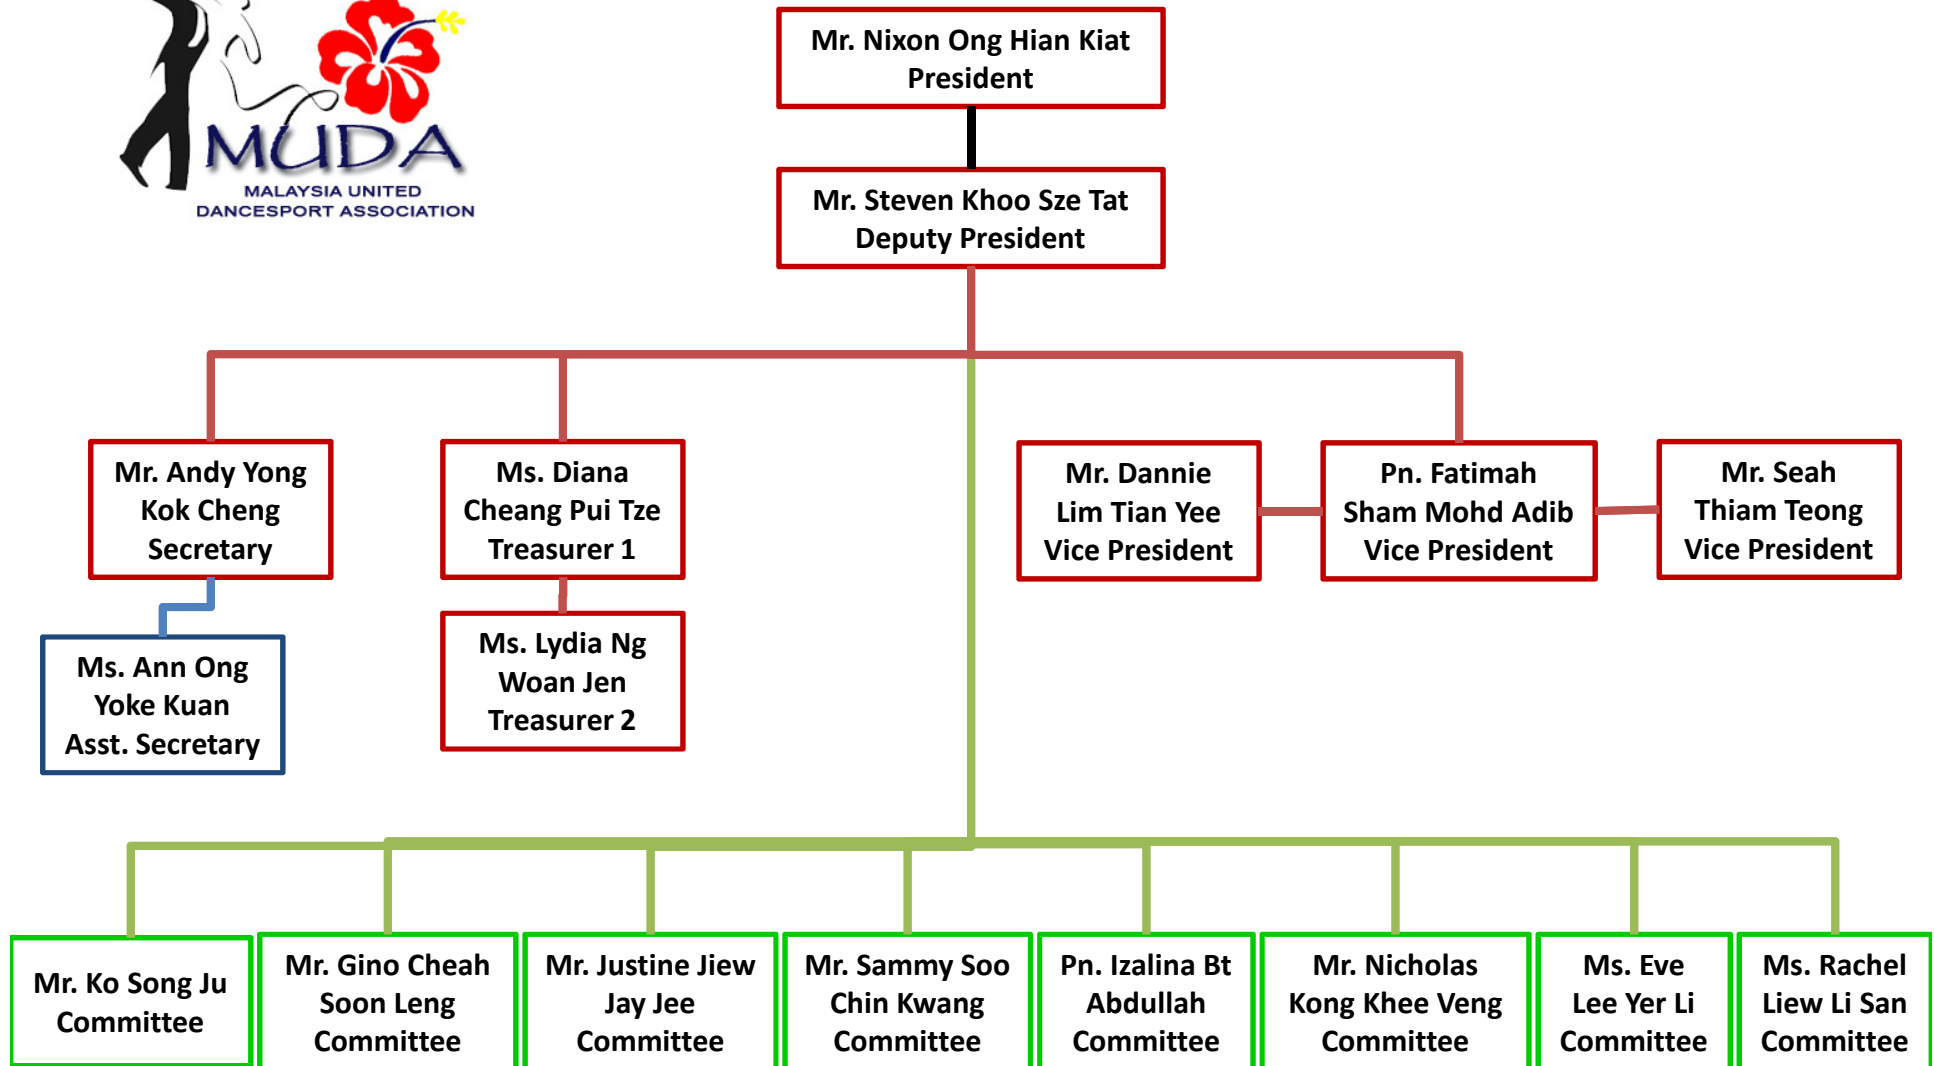 MUDA
MALAYSIA UNITED
DANCESPORT ASSOCIATION
Mr. Nixon Ong Hian Kiat
President
Mr. Steven Khoo Sze Tat
Deputy President
Mr. Andy Yong
Kok Cheng
Secretary
Ms. Diana
Cheang Pui Tze
Treasurer 1
Mr. Dannie
Lim Tian Yee
Vice President
Pn. Fatimah
Sham Mohd Adib
Vice President
Mr. Seah
Thiam Teong
Vice President
Ms. Ann Ong
Yoke Kuan
Asst. Secretary
Ms. Lydia Ng
Woan Jen
Treasurer 2
Mr. Ko Song Ju
Committee
Mr. Gino Cheah
Soon Leng
Committee
Mr. Justine Jiew
Jay Jee
Committee
Mr. Sammy Soo
Chin Kwang
Committee
Pn. Izalina Bt
Abdullah
Committee
Mr. Nicholas
Kong Khee Veng
Committee
Ms. Eve
Lee Yer Li
Committee
Ms. Rachel
Liew Li San
Committee